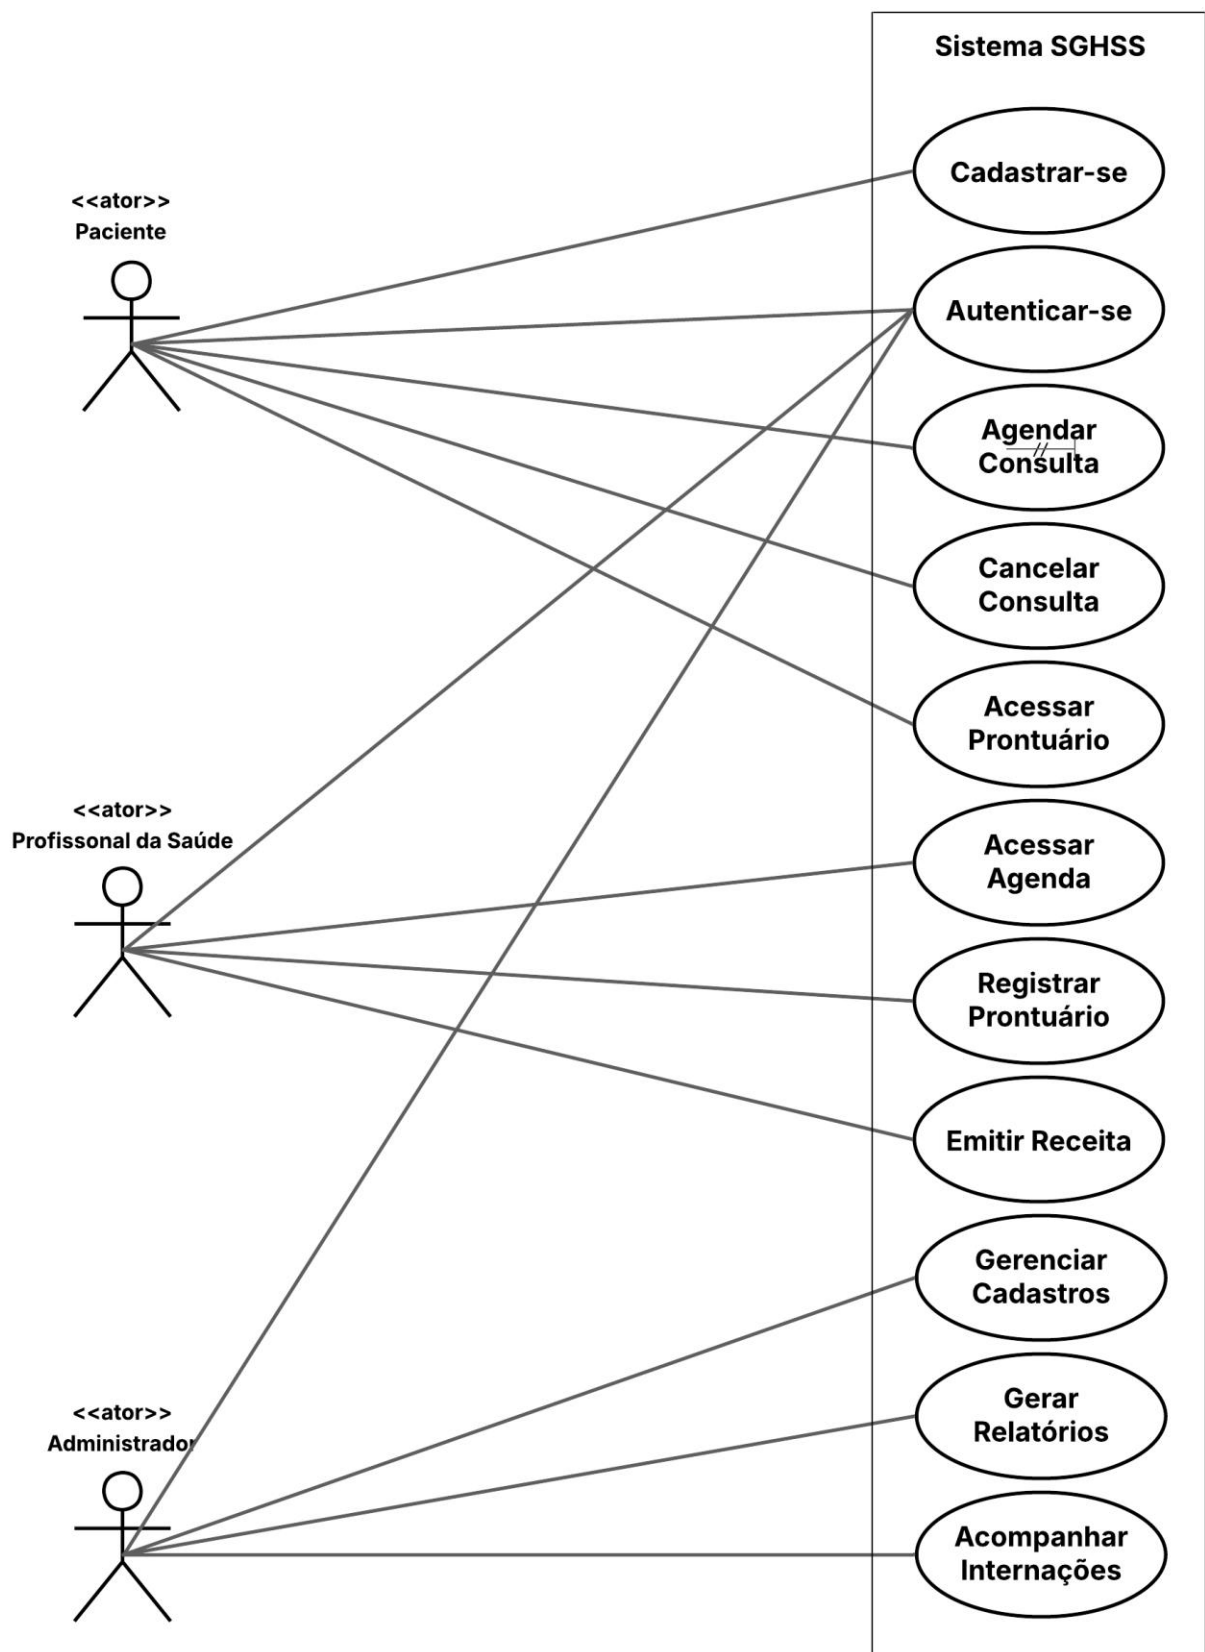 Sistema SGHSS
Cadastrar-se
<<ator>>
Paciente
Autenticar-se
Agendar
Consulta
Cancelar
Consulta
Acessar
Prontuário
<<ator>>
Profissonal da Saúde
Acessar
Agenda
Registrar
Prontuário
Emitir Receita
Gerenciar
Cadastros
<<ator>>
Administrador
Gerar
Relatórios
Acompanhar
Internações